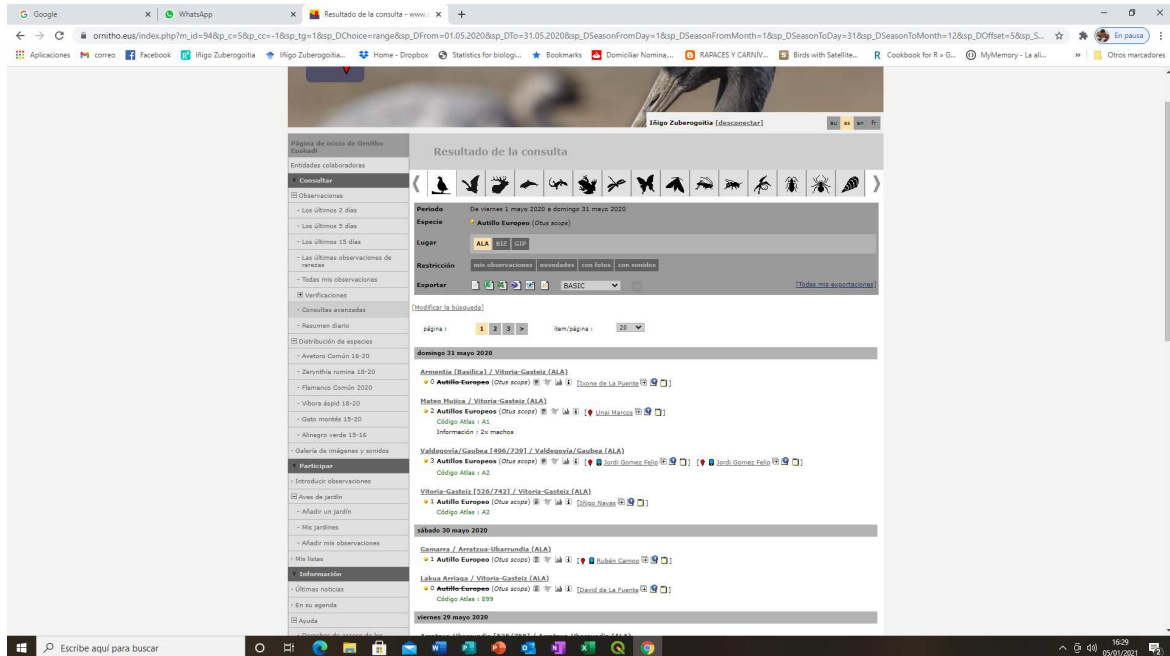 Google
WhatsApp
Resultado de la consulta - www.o
ornitho.eus/index.php?m_id=94&p_c=5&p_cc=-1&sp_tg=1&sp_DChoice=range&sp_DFrom=01.05.2020&sp_DTo=31.05.2020&sp_DSeasonFromDay=1&sp_DSeasonFromMonth=1&sp_DSeasonToDay=31&sp_DSeasonToMonth=12&sp_DOffset=5&sp_S...
En pausa
Aplicaciones M correo Facebook Iñigo Zuberogoitia Iñigo Zuberogoitia... Home - Dropbox Statistics for biologi... Bookmarks Domiciliar Nomina,... RAPACES Y CARNÍV... Birds with Satellite... Cookbook for R » G... MyMemory - La ali... » Otros marcadores
Iñigo Zuberogoitia [desconectar]
eu es en fr
Página de inicio de Ornitho Euskadi
Entidades colaboradoras
Consultar
Observaciones
- Los últimos 2 días
- Los últimos 5 días
- Los últimos 15 días
- Las últimas observaciones de rerezas
- Todas mis observaciones
Verificaciones
- Consultas avanzadas
- Resumen diario
Distribución de especies
- Avetoro Común 16-20
- Zerynthia rumina 18-20
- Flamenco Común 2020
- Víbora áspid 18-20
- Gato montés 15-20
- Alinegro verde 15-16
- Galería de imágenes y sonidos
Participar
- Introducir observaciones
Aves de jardín
- Añadir un jardín
- Mis jardines
- Añadir mis observaciones
- Mis listas
Información
- Últimas noticias
- En su agenda
Ayuda
- Derechos de acceso de los
Resultado de la consulta
Periodo De viernes 1 mayo 2020 a domingo 31 mayo 2020
Especie Autillo Europeo (Otus scops)
Lugar ALA BIZ GIP
Restricción mis observaciones novedades con fotos con sonidos
Exportar BASIC [Todas mis exportaciones]
[Modificar la búsqueda]
página : 1 2 3 > ítem/página : 20
domingo 31 mayo 2020
Armentia [Basílica] / Vitoria-Gasteiz (ALA)
0 Autillo Europeo (Otus scops) [Ixone de La Puente]
Mateo Mujica / Vitoria-Gasteiz (ALA)
2 Autillos Europeos (Otus scops) [Unai Marcos]
Código Atlas : A1
Información : 2x machos
Valdegovía/Gaubea [496/739] / Valdegovía/Gaubea (ALA)
3 Autillos Europeos (Otus scops) [Jordi Gomez Felip] [Jordi Gomez Felip]
Código Atlas : A2
Vitoria-Gasteiz [526/742] / Vitoria-Gasteiz (ALA)
1 Autillo Europeo (Otus scops) [Iñigo Navas]
Código Atlas : A2
sábado 30 mayo 2020
Gamarra / Arratzua-Ubarrundia (ALA)
1 Autillo Europeo (Otus scops) [Rubén Campo]
Lakua Arriaga / Vitoria-Gasteiz (ALA)
0 Autillo Europeo (Otus scops) [David de La Fuente]
Código Atlas : E99
viernes 29 mayo 2020
Escribe aquí para buscar
16:29
05/01/2021